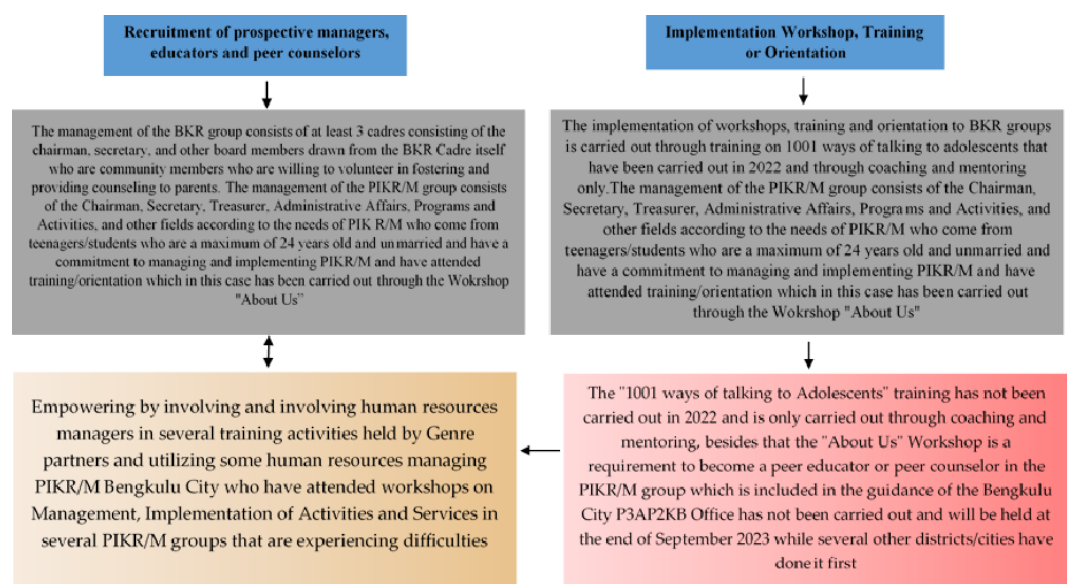 Recruitment of prospective managers,
educators and peer counselors
The management of the BKR group consists of at least 3 cadres consisting of the
chairman, secretary, and other board members drawn from the BKR Cadre itself
who are community members who are willing to volunteer in fostering and
providing counseling to parents. The management of the PIKR/M group consists
of the Chairman, Secretary, Treasurer, Administrative Affairs, Programs and
Activities, and other fields according to the needs of PIK R/M who come from
teenagers/students who are a maximum of 24 years old and unmarried and have a
commitment to managing and implementing PIKR/M and have attended
training/orientation which in this case has been carried out through the Wokrshop
"About Us"
Empowering by involving and involving human resources
managers in several training activities held by Genre
partners and utilizing some human resources managing
PIKR/M Bengkulu City who have attended workshops on
Management, Implementation of Activities and Services in
several PIKR/M groups that are experiencing difficulties
Implementation Workshop, Training
or Orientation
The implementation of workshops, training and orientation to BKR groups
is carried out through training on 1001 ways of talking to adolescents that
have been carried out in 2022 and through coaching and mentoring
only.The management of the PIKR/M group consists of the Chairman,
Secretary, Treasurer, Administrative Affairs, Programs and Activities, and
other fields according to the needs of PIKR/M who come from
teenagers/students who are a maximum of 24 years old and unmarried and
have a commitment to managing and implementing PIKR/M and have
attended training/orientation which in this case has been carried out
through the Wokrshop "About Us"
The "1001 ways of talking to Adolescents" training has not been
carried out in 2022 and is only carried out through coaching and
mentoring, besides that the "About Us" Workshop is a
requirement to become a peer educator or peer counselor in the
PIKR/M group which is included in the guidance of the Bengkulu
City P3AP2KB Office has not been carried out and will be held at
the end of September 2023 while several other districts/cities have
done it first